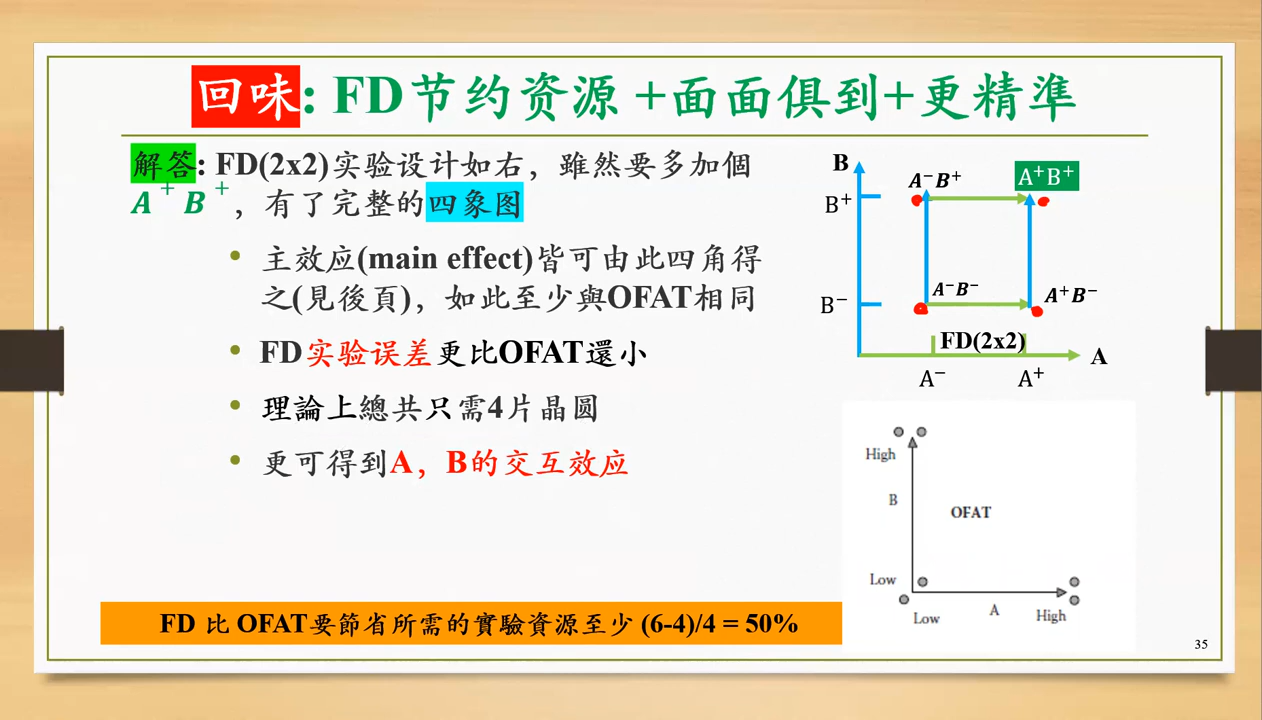 回味: FD节约资源 +面面俱到+更精準
解答: FD(2x2)实验设计如右，雖然要多加個
A⁺ B⁺，有了完整的四象图
• 主效应(main effect)皆可由此四角得
之(見後頁)，如此至少與OFAT相同
• FD实验误差更比OFAT還小
• 理論上總共只需4片晶圆
• 更可得到A，B的交互效应
FD 比 OFAT要節省所需的實驗資源至少 (6-4)/4 = 50%
B
A⁻B⁺
A⁺B⁺
B⁺
A⁻B⁻
A⁺B⁻
B⁻
FD(2x2)
A
A⁻
A⁺
High
B
OFAT
Low
A
Low
High
35